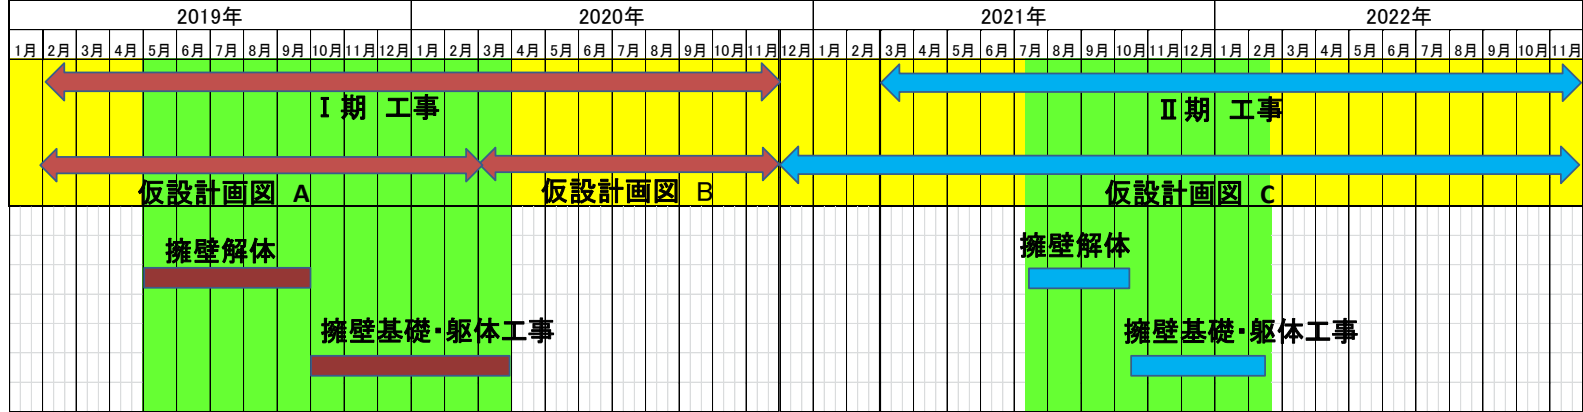 2019年 2020年 2021年 2022年
1月 2月 3月 4月 5月 6月 7月 8月 9月 10月 11月 12月 1月 2月 3月 4月 5月 6月 7月 8月 9月 10月 11月 12月 1月 2月 3月 4月 5月 6月 7月 8月 9月 10月 11月 12月 1月 2月 3月 4月 5月 6月 7月 8月 9月 10月 11月
Ⅰ期 工事 Ⅱ期 工事
仮設計画図 A 仮設計画図 B 仮設計画図 C
擁壁解体 擁壁解体
擁壁基礎・躯体工事 擁壁基礎・躯体工事